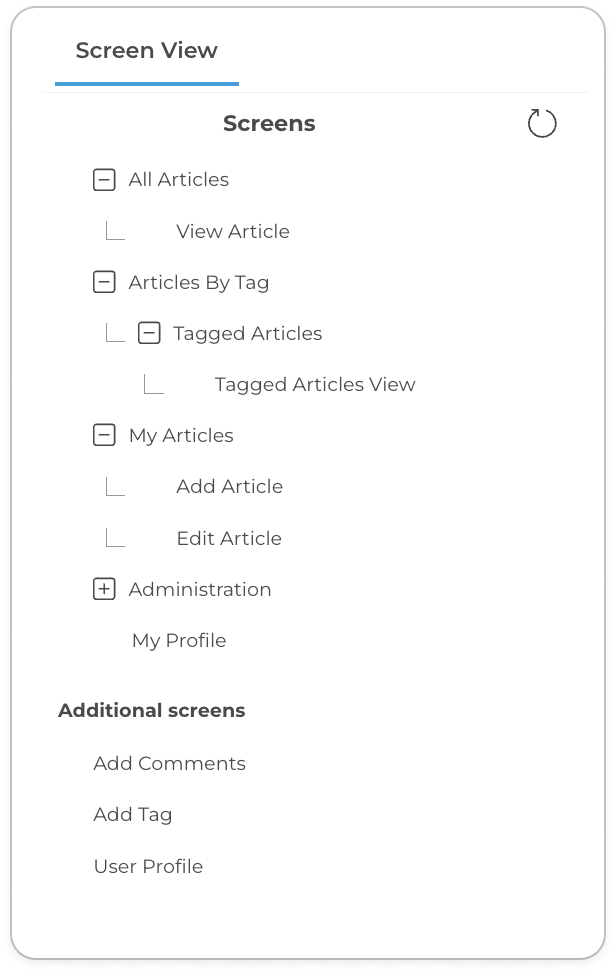 Screen View
Screens
All Articles
View Article
Articles By Tag
Tagged Articles
Tagged Articles View
My Articles
Add Article
Edit Article
Administration
My Profile
Additional screens
Add Comments
Add Tag
User Profile